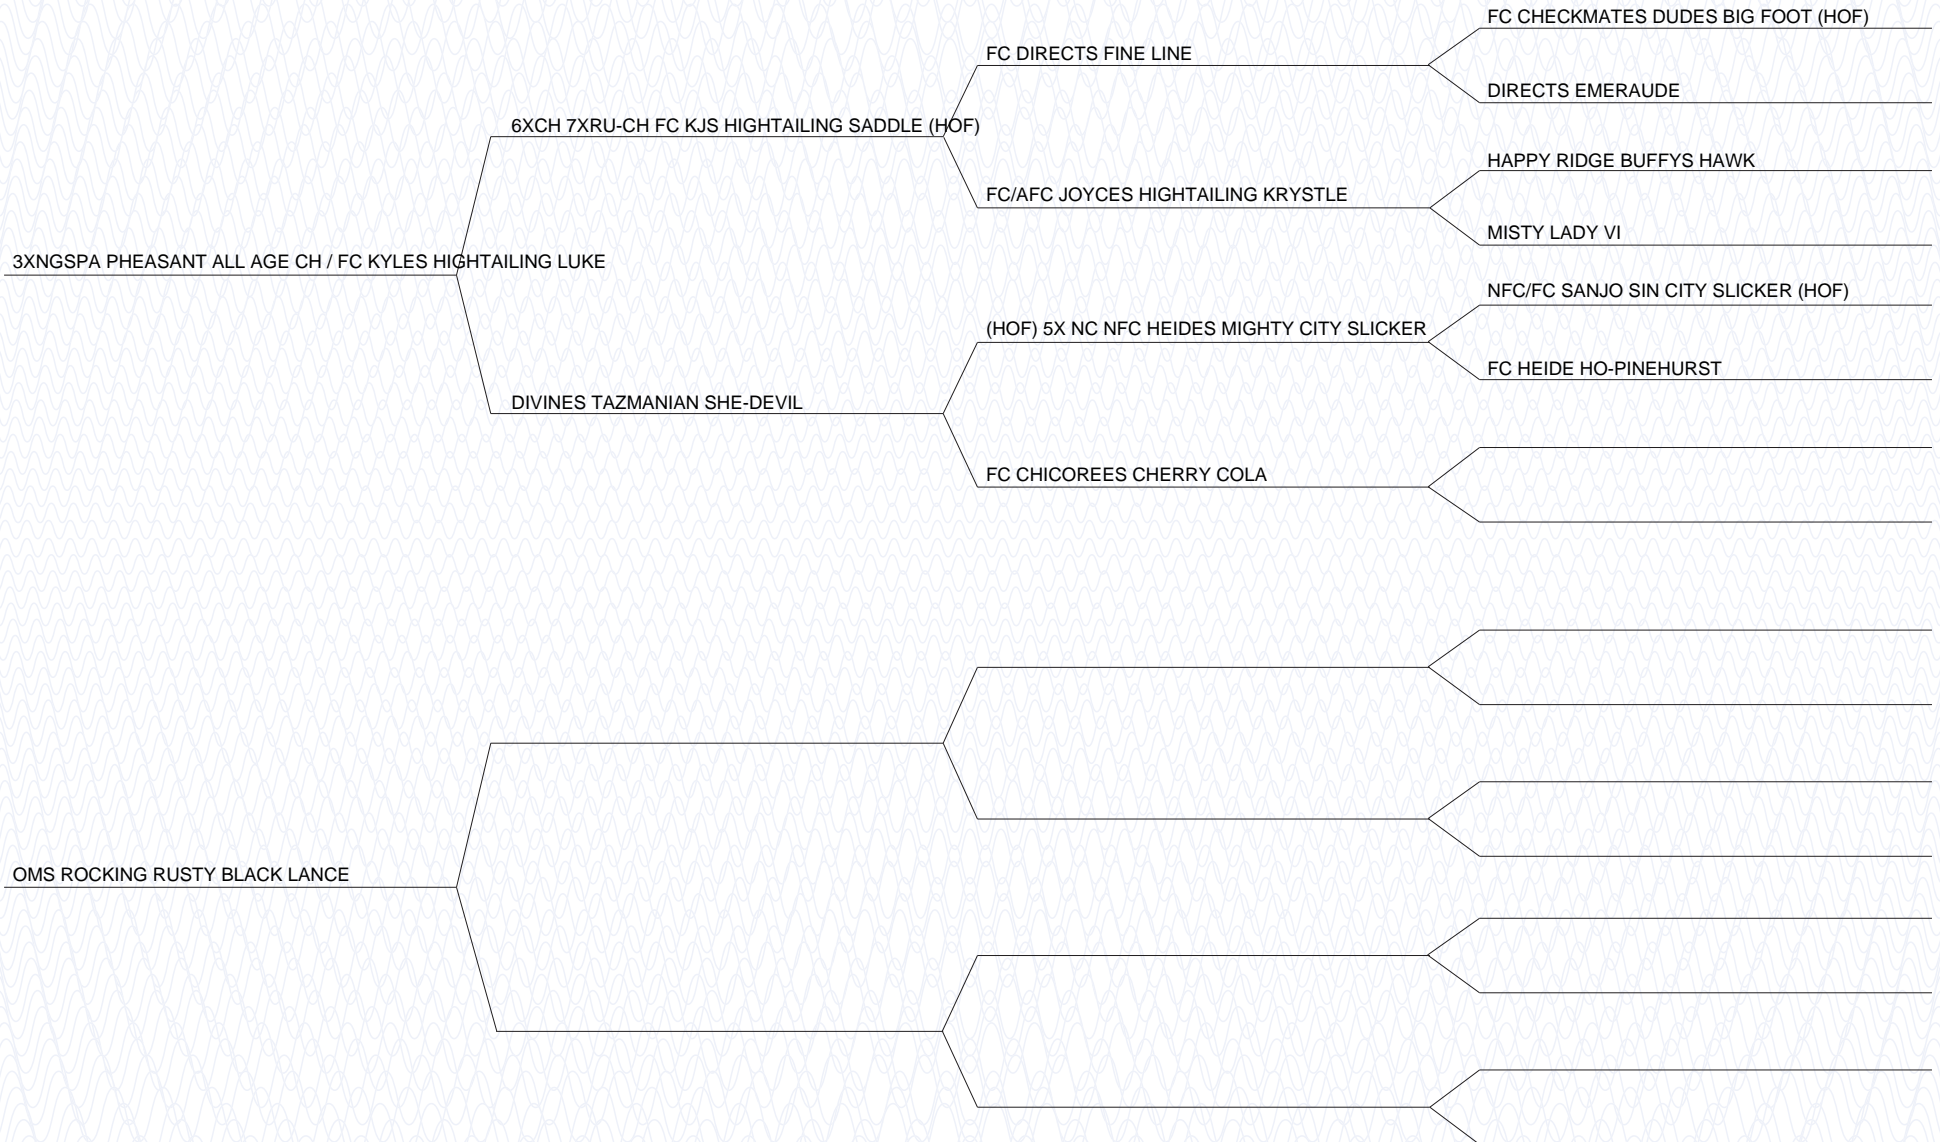 FC CHECKMATES DUDES BIG FOOT (HOF)
FC DIRECTS FINE LINE
DIRECTS EMERAUDE
6XCH 7XRU-CH FC KJS HIGHTAILING SADDLE (HOF)
HAPPY RIDGE BUFFYS HAWK
FC/AFC JOYCES HIGHTAILING KRYSTLE
MISTY LADY VI
3XNGSPA PHEASANT ALL AGE CH / FC KYLES HIGHTAILING LUKE
NFC/FC SANJO SIN CITY SLICKER (HOF)
(HOF) 5X NC NFC HEIDES MIGHTY CITY SLICKER
FC HEIDE HO-PINEHURST
DIVINES TAZMANIAN SHE-DEVIL
FC CHICOREES CHERRY COLA
OMS ROCKING RUSTY BLACK LANCE